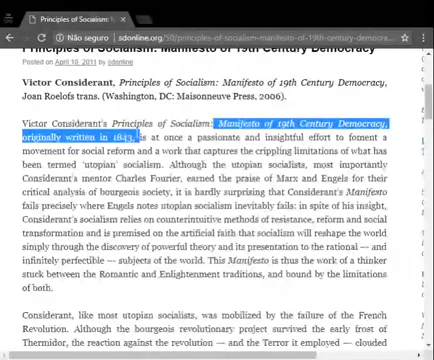 Principles of Socialism: M
Não seguro
sdonline.org/50/principles-of-socialism-manifesto-of-19th-century-democra...
Principles of Socialism: Manifesto of 19th Century Democracy
Posted on April 10, 2011 by sdonline
Victor Considerant, Principles of Socialism: Manifesto of 19th Century Democracy,
Joan Roelofs trans. (Washington, DC: Maisonneuve Press, 2006).
Victor Considerant's Principles of Socialism: Manifesto of 19th Century Democracy,
originally written in 1843, is at once a passionate and insightful effort to foment a
movement for social reform and a work that captures the crippling limitations of what has
been termed 'utopian' socialism. Although the utopian socialists, most importantly
Considerant's mentor Charles Fourier, earned the praise of Marx and Engels for their
critical analysis of bourgeois society, it is hardly surprising that Considerant's Manifesto
fails precisely where Engels notes utopian socialism inevitably fails: in spite of his insight,
Considerant's socialism relies on counterintuitive methods of resistance, reform and social
transformation and is premised on the artificial faith that socialism will reshape the world
simply through the discovery of powerful theory and its presentation to the rational — and
infinitely perfectible — subjects of the world. This Manifesto is thus the work of a thinker
stuck between the Romantic and Enlightenment traditions, and bound by the limitations
of both.
Considerant, like most utopian socialists, was mobilized by the failure of the French
Revolution. Although the bourgeois revolutionary project survived the early frost of
Thermidor, the reaction against the revolution — and the Terror it employed — clouded